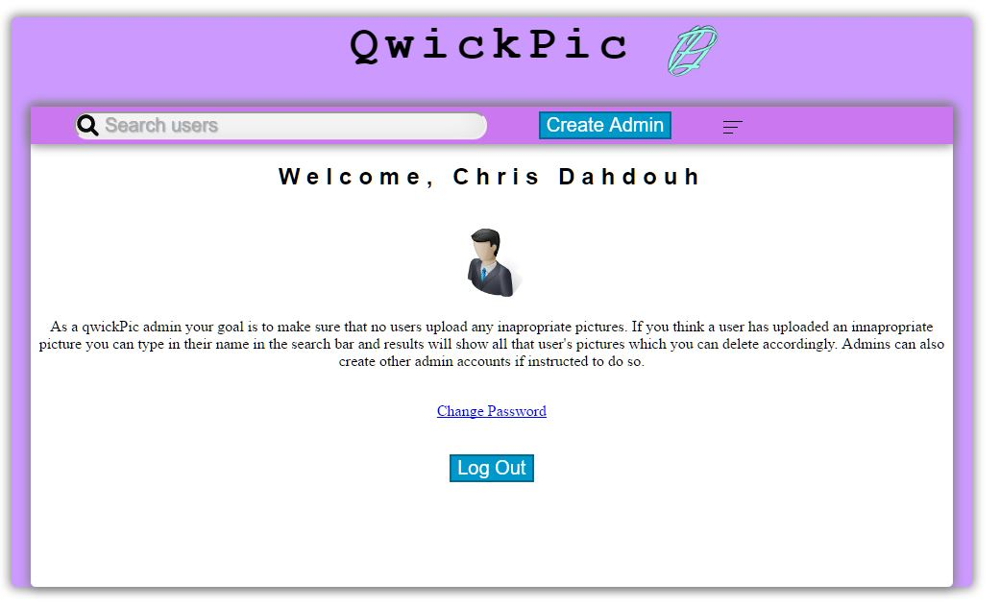 QwickPic
Search users
Create Admin
Welcome, Chris Dahdouh
As a qwickPic admin your goal is to make sure that no users upload any inapropriate pictures. If you think a user has uploaded an innapropriate
picture you can type in their name in the search bar and results will show all that user's pictures which you can delete accordingly. Admins can also
create other admin accounts if instructed to do so.
Change Password
Log Out